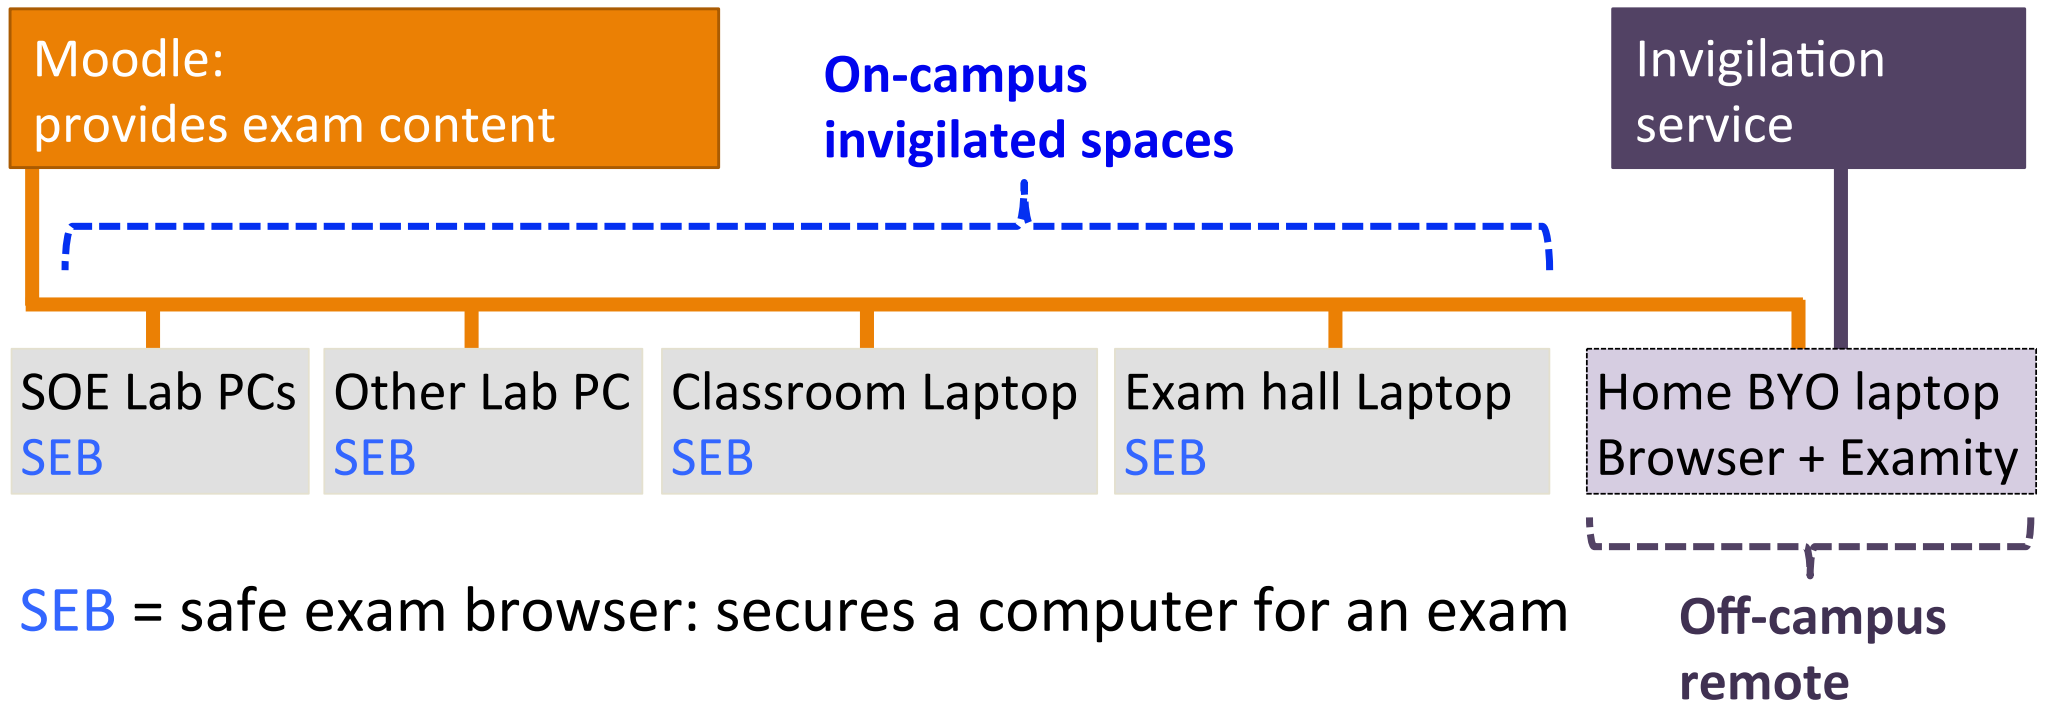 Moodle:
provides exam content
On-campus
invigilated spaces
Invigilation
service
SOE Lab PCs
SEB
Other Lab PC
SEB
Classroom Laptop
SEB
Exam hall Laptop
SEB
Home BYO laptop
Browser + Examity
SEB = safe exam browser: secures a computer for an exam
Off-campus
remote